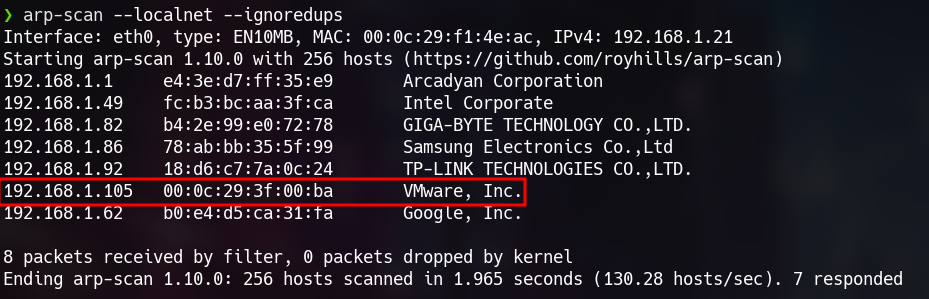 ❯ arp-scan --localnet --ignoredups
Interface: eth0, type: EN10MB, MAC: 00:0c:29:f1:4e:ac, IPv4: 192.168.1.21
Starting arp-scan 1.10.0 with 256 hosts (https://github.com/royhills/arp-scan)
192.168.1.1 e4:3e:d7:ff:35:e9 Arcadyan Corporation
192.168.1.49 fc:b3:bc:aa:3f:ca Intel Corporate
192.168.1.82 b4:2e:99:e0:72:78 GIGA-BYTE TECHNOLOGY CO.,LTD.
192.168.1.86 78:ab:bb:35:5f:99 Samsung Electronics Co.,Ltd
192.168.1.92 18:d6:c7:7a:0c:24 TP-LINK TECHNOLOGIES CO.,LTD.
192.168.1.105 00:0c:29:3f:00:ba VMware, Inc.
192.168.1.62 b0:e4:d5:ca:31:fa Google, Inc.
8 packets received by filter, 0 packets dropped by kernel
Ending arp-scan 1.10.0: 256 hosts scanned in 1.965 seconds (130.28 hosts/sec). 7 responded